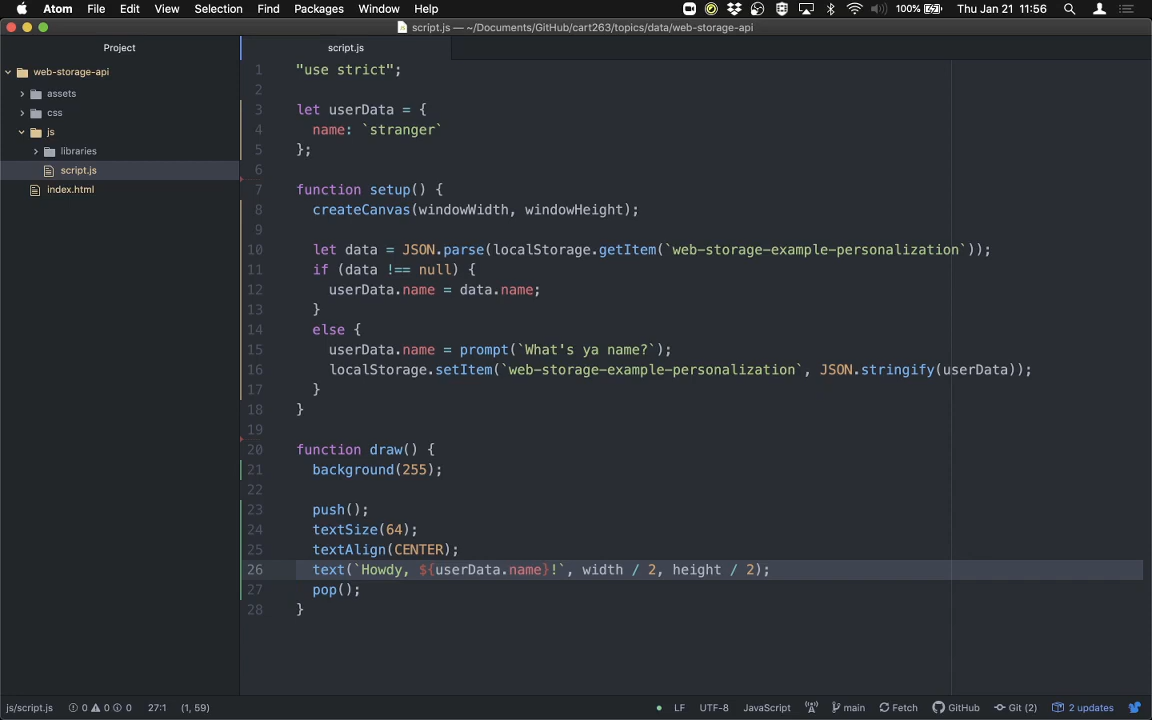 Atom File Edit View Selection Find Packages Window Help 100% Thu Jan 21 11:56
script.js — ~/Documents/GitHub/cart263/topics/data/web-storage-api
Project
web-storage-api
assets
css
js
libraries
script.js
index.html
script.js
1 "use strict";
2
3 let userData = {
4 name: `stranger`
5 };
6
7 function setup() {
8 createCanvas(windowWidth, windowHeight);
9
10 let data = JSON.parse(localStorage.getItem(`web-storage-example-personalization`));
11 if (data !== null) {
12 userData.name = data.name;
13 }
14 else {
15 userData.name = prompt(`What's ya name?`);
16 localStorage.setItem(`web-storage-example-personalization`, JSON.stringify(userData));
17 }
18 }
19
20 function draw() {
21 background(255);
22
23 push();
24 textSize(64);
25 textAlign(CENTER);
26 text(`Howdy, ${userData.name}!`, width / 2, height / 2);
27 pop();
28 }
js/script.js 0 0 0 27:1 (1, 59) LF UTF-8 JavaScript main Fetch GitHub Git (2) 2 updates